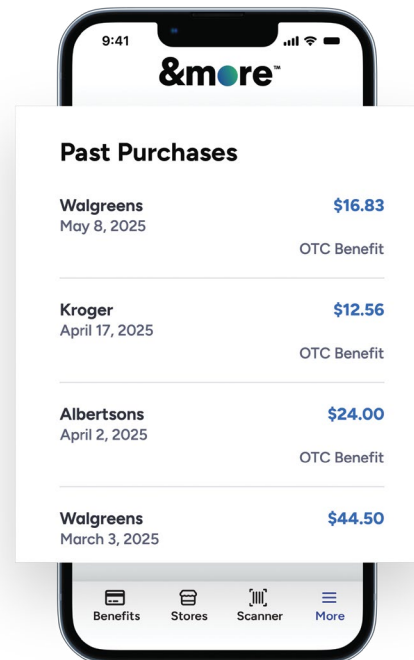 9:41
&more™
Past Purchases
Walgreens $16.83
May 8, 2025
OTC Benefit
Kroger $12.56
April 17, 2025
OTC Benefit
Albertsons $24.00
April 2, 2025
OTC Benefit
Walgreens $44.50
March 3, 2025
Benefits Stores Scanner More